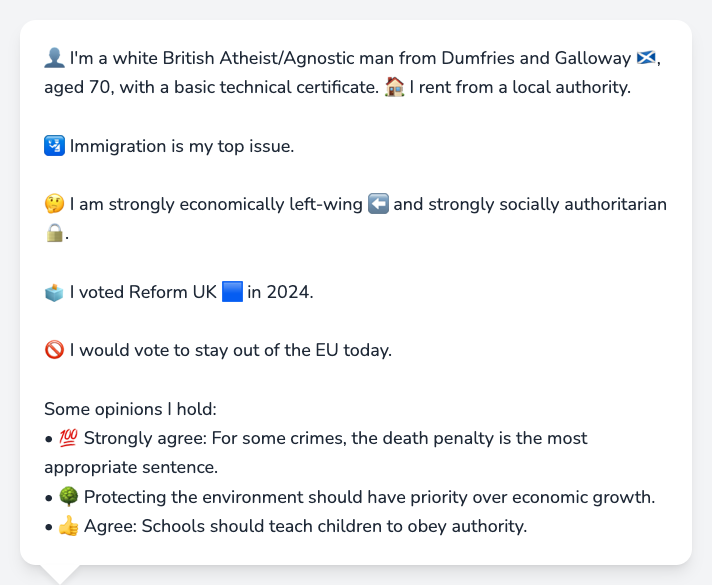 👤 I'm a white British Atheist/Agnostic man from Dumfries and Galloway 🏴󠁧󠁢󠁳󠁣󠁴󠁿,
aged 70, with a basic technical certificate. 🏠 I rent from a local authority.
🛂 Immigration is my top issue.
🤔 I am strongly economically left-wing ⬅️ and strongly socially authoritarian
🔒.
🗳️ I voted Reform UK 🟦 in 2024.
🚫 I would vote to stay out of the EU today.
Some opinions I hold:
• 💯 Strongly agree: For some crimes, the death penalty is the most
appropriate sentence.
• 🌳 Protecting the environment should have priority over economic growth.
• 👍 Agree: Schools should teach children to obey authority.